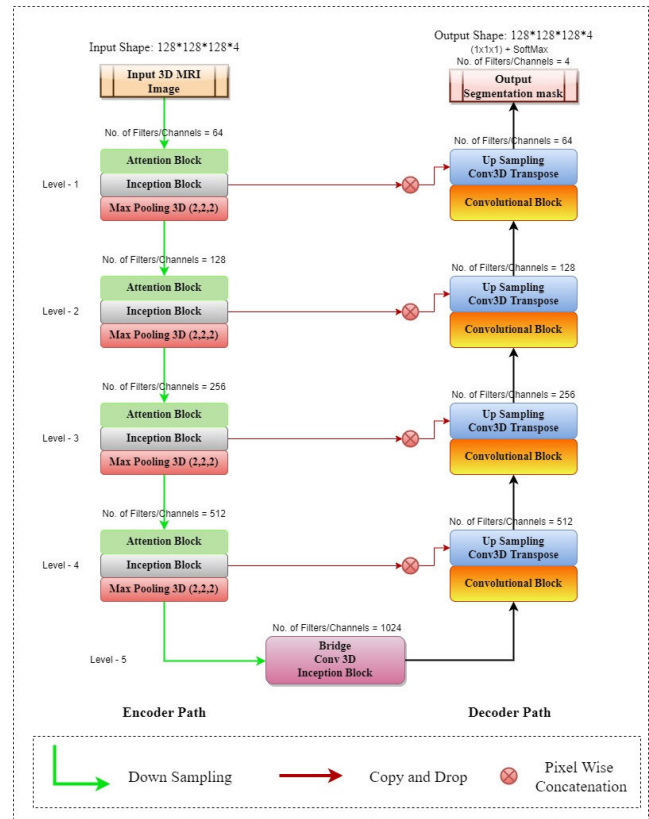 Input Shape: 128*128*128*4
Input 3D MRI
Image
No. of Filters/Channels = 64
Level - 1
Attention Block
Inception Block
Max Pooling 3D (2,2,2)
No. of Filters/Channels = 128
Level - 2
Attention Block
Inception Block
Max Pooling 3D (2,2,2)
No. of Filters/Channels = 256
Level - 3
Attention Block
Inception Block
Max Pooling 3D (2,2,2)
No. of Filters/Channels = 512
Level - 4
Attention Block
Inception Block
Max Pooling 3D (2,2,2)
Level - 5
No. of Filters/Channels = 1024
Bridge
Conv 3D
Inception Block
Encoder Path
Output Shape: 128*128*128*4
(1x1x1) + SoftMax
No. of Filters/Channels = 4
Output
Segmentation mask
No. of Filters/Channels = 64
Up Sampling
Conv3D Transpose
Convolutional Block
No. of Filters/Channels = 128
Up Sampling
Conv3D Transpose
Convolutional Block
No. of Filters/Channels = 256
Up Sampling
Conv3D Transpose
Convolutional Block
No. of Filters/Channels = 512
Up Sampling
Conv3D Transpose
Convolutional Block
Decoder Path
Down Sampling
Copy and Drop
Pixel Wise
Concatenation